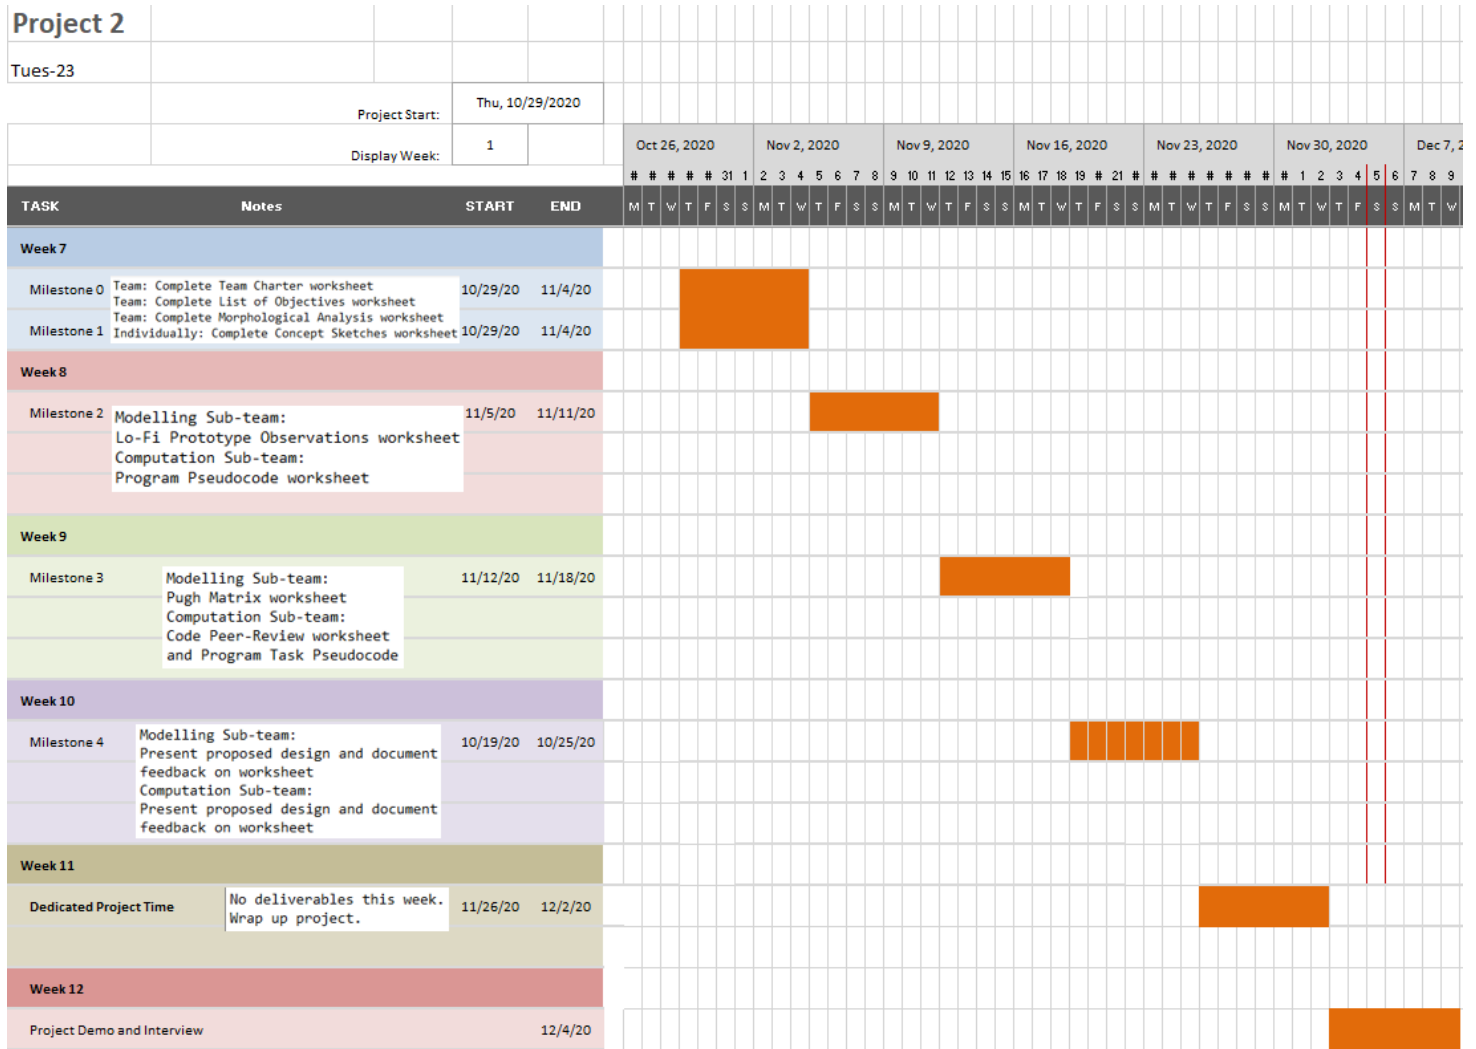 Project 2
Tues-23
Project Start: Thu, 10/29/2020
Display Week: 1
Oct 26, 2020 Nov 2, 2020 Nov 9, 2020 Nov 16, 2020 Nov 23, 2020 Nov 30, 2020 Dec 7, 2
# # # # # 31 1 2 3 4 5 6 7 8 9 10 11 12 13 14 15 16 17 18 19 # 21 # # # # # # # # # 1 2 3 4 5 6 7 8 9
TASK Notes START END M T W T F S S M T W T F S S M T W T F S S M T W T F S S M T W T F S S M T W T F S S M T W
Week 7
Milestone 0 Team: Complete Team Charter worksheet 10/29/20 11/4/20
Team: Complete List of Objectives worksheet
Team: Complete Morphological Analysis worksheet
Milestone 1 Individually: Complete Concept Sketches worksheet 10/29/20 11/4/20
Week 8
Milestone 2 Modelling Sub-team: 11/5/20 11/11/20
Lo-Fi Prototype Observations worksheet
Computation Sub-team:
Program Pseudocode worksheet
Week 9
Milestone 3 Modelling Sub-team: 11/12/20 11/18/20
Pugh Matrix worksheet
Computation Sub-team:
Code Peer-Review worksheet
and Program Task Pseudocode
Week 10
Milestone 4 Modelling Sub-team: 10/19/20 10/25/20
Present proposed design and document
feedback on worksheet
Computation Sub-team:
Present proposed design and document
feedback on worksheet
Week 11
Dedicated Project Time No deliverables this week. 11/26/20 12/2/20
Wrap up project.
Week 12
Project Demo and Interview 12/4/20